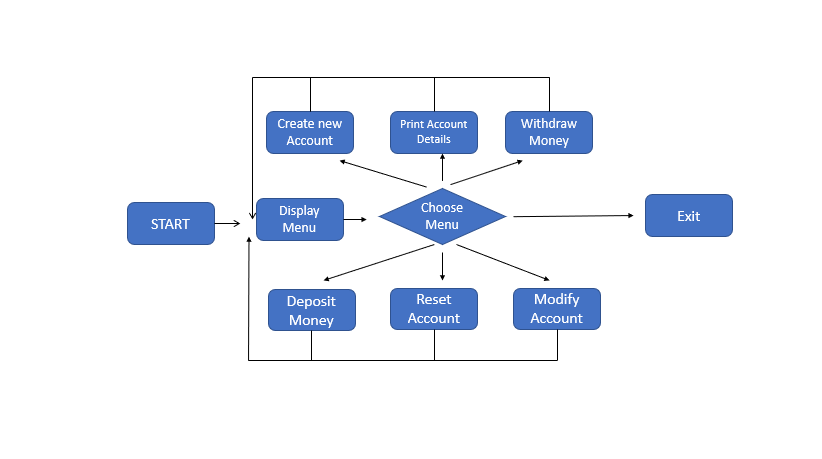 Create new
Account
Print Account
Details
Withdraw
Money
START
Display
Menu
Choose
Menu
Exit
Deposit
Money
Reset
Account
Modify
Account